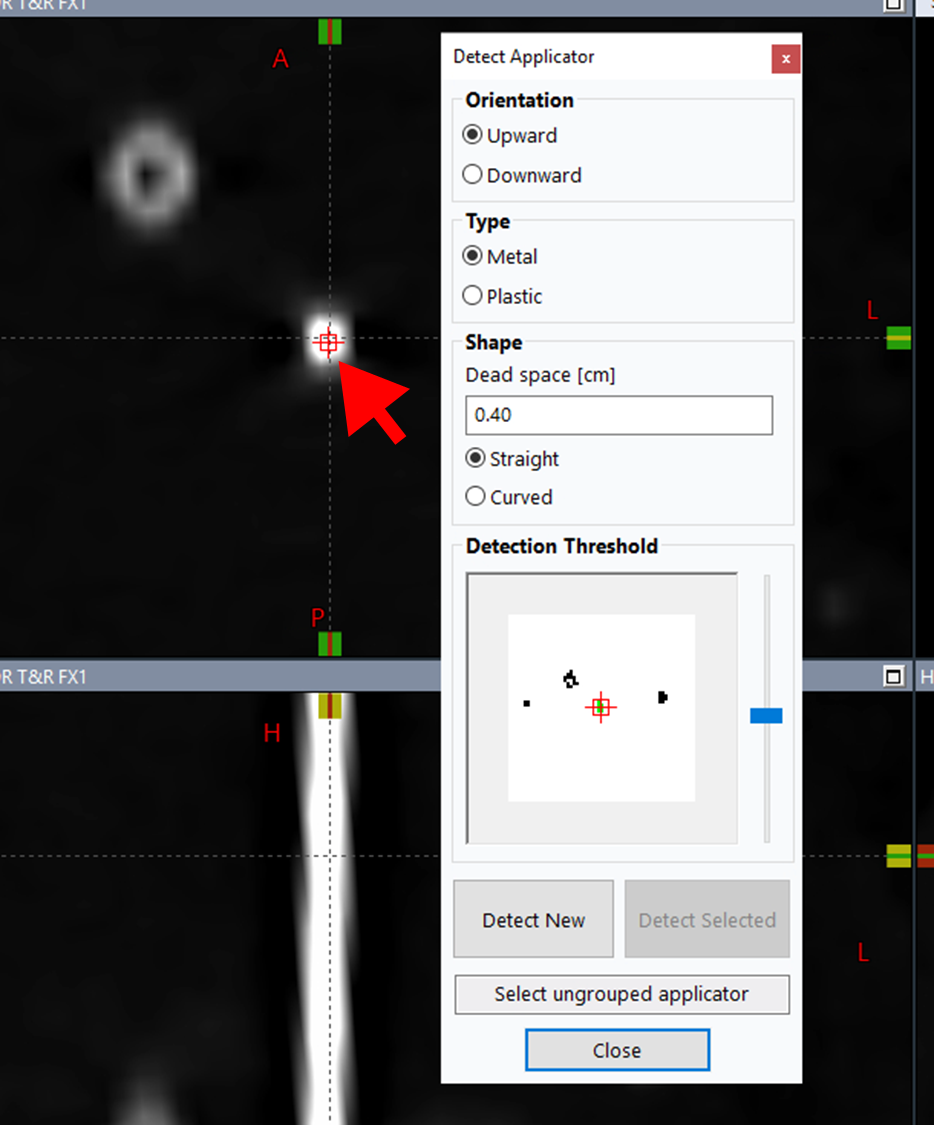 R T&R FX1
A
Detect Applicator
x
Orientation
Upward
Downward
Type
Metal
Plastic
L
Shape
Dead space [cm]
0.40
Straight
Curved
Detection Threshold
P
R T&R FX1
H
H
Detect New
Detect Selected
L
Select ungrouped applicator
Close